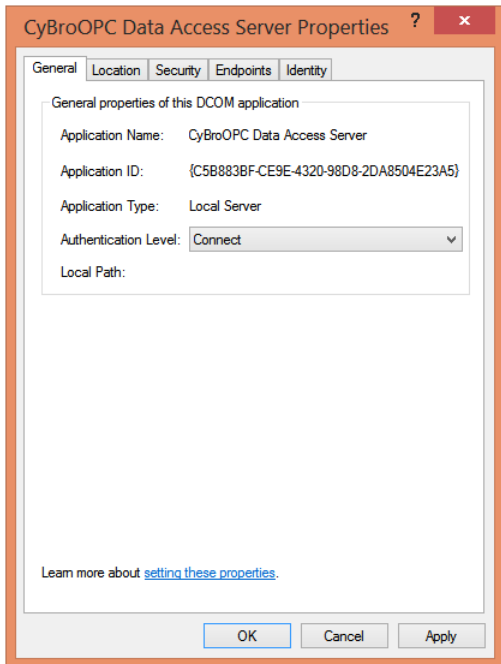 CyBroOPC Data Access Server Properties ? ×
General Location Security Endpoints Identity
General properties of this DCOM application
Application Name: CyBroOPC Data Access Server
Application ID: {C5B883BF-CE9E-4320-98D8-2DA8504E23A5}
Application Type: Local Server
Authentication Level: Connect
Local Path:
Learn more about setting these properties.
OK Cancel Apply